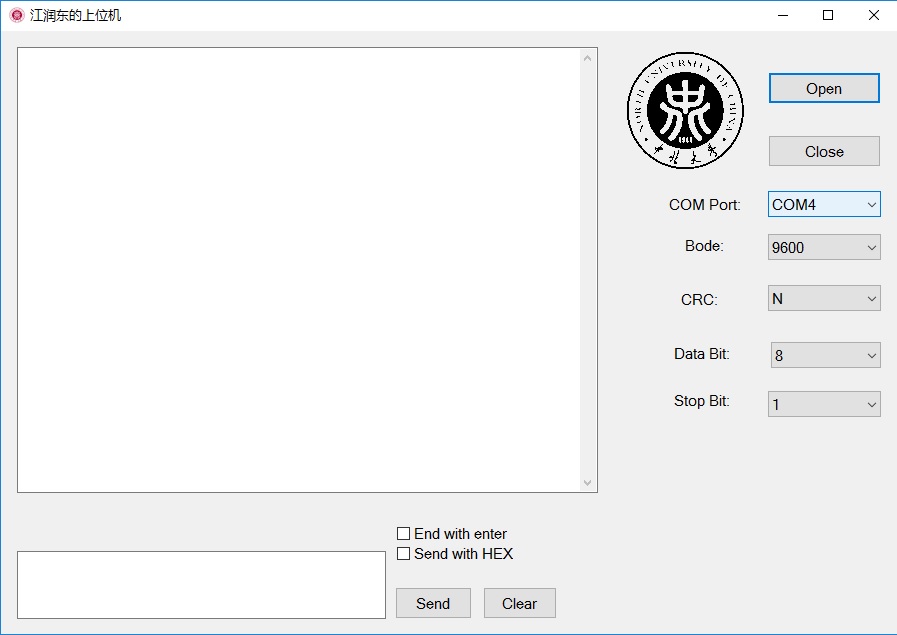 江润东的上位机
NORTH UNIVERSITY OF CHINA
1941
中北大学
Open
Close
COM Port:
COM4
Bode:
9600
CRC:
N
Data Bit:
8
Stop Bit:
1
End with enter
Send with HEX
Send
Clear